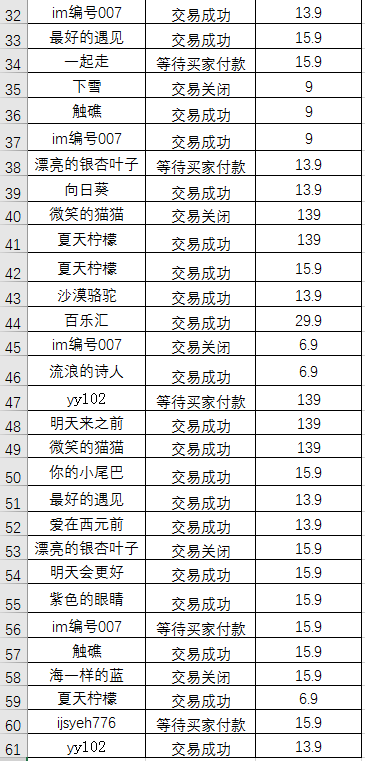 32 im编号007 交易成功 13.9
33 最好的遇见 交易成功 15.9
34 一起走 等待买家付款 15.9
35 下雪 交易关闭 9
36 触礁 交易成功 9
37 im编号007 交易成功 9
38 漂亮的银杏叶子 等待买家付款 13.9
39 向日葵 交易成功 13.9
40 微笑的猫猫 交易关闭 139
41 夏天柠檬 交易成功 139
42 夏天柠檬 交易成功 15.9
43 沙漠骆驼 交易成功 13.9
44 百乐汇 交易成功 29.9
45 im编号007 交易关闭 6.9
46 流浪的诗人 交易成功 6.9
47 yy102 等待买家付款 139
48 明天来之前 交易成功 139
49 微笑的猫猫 交易成功 139
50 你的小尾巴 交易成功 15.9
51 最好的遇见 交易成功 13.9
52 爱在西元前 交易成功 13.9
53 漂亮的银杏叶子 交易关闭 15.9
54 明天会更好 交易成功 15.9
55 紫色的眼睛 交易成功 15.9
56 im编号007 等待买家付款 15.9
57 触礁 交易成功 15.9
58 海一样的蓝 交易关闭 15.9
59 夏天柠檬 交易成功 6.9
60 ijsyeh776 等待买家付款 15.9
61 yy102 交易成功 13.9